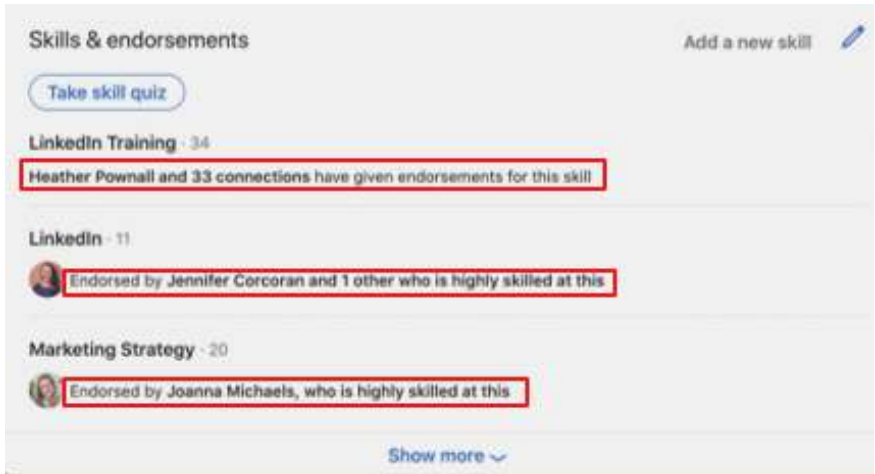 Skills & endorsements
Add a new skill
Take skill quiz
LinkedIn Training · 34
Heather Pownall and 33 connections have given endorsements for this skill
LinkedIn · 11
Endorsed by Jennifer Corcoran and 1 other who is highly skilled at this
Marketing Strategy · 20
Endorsed by Joanna Michaels, who is highly skilled at this
Show more